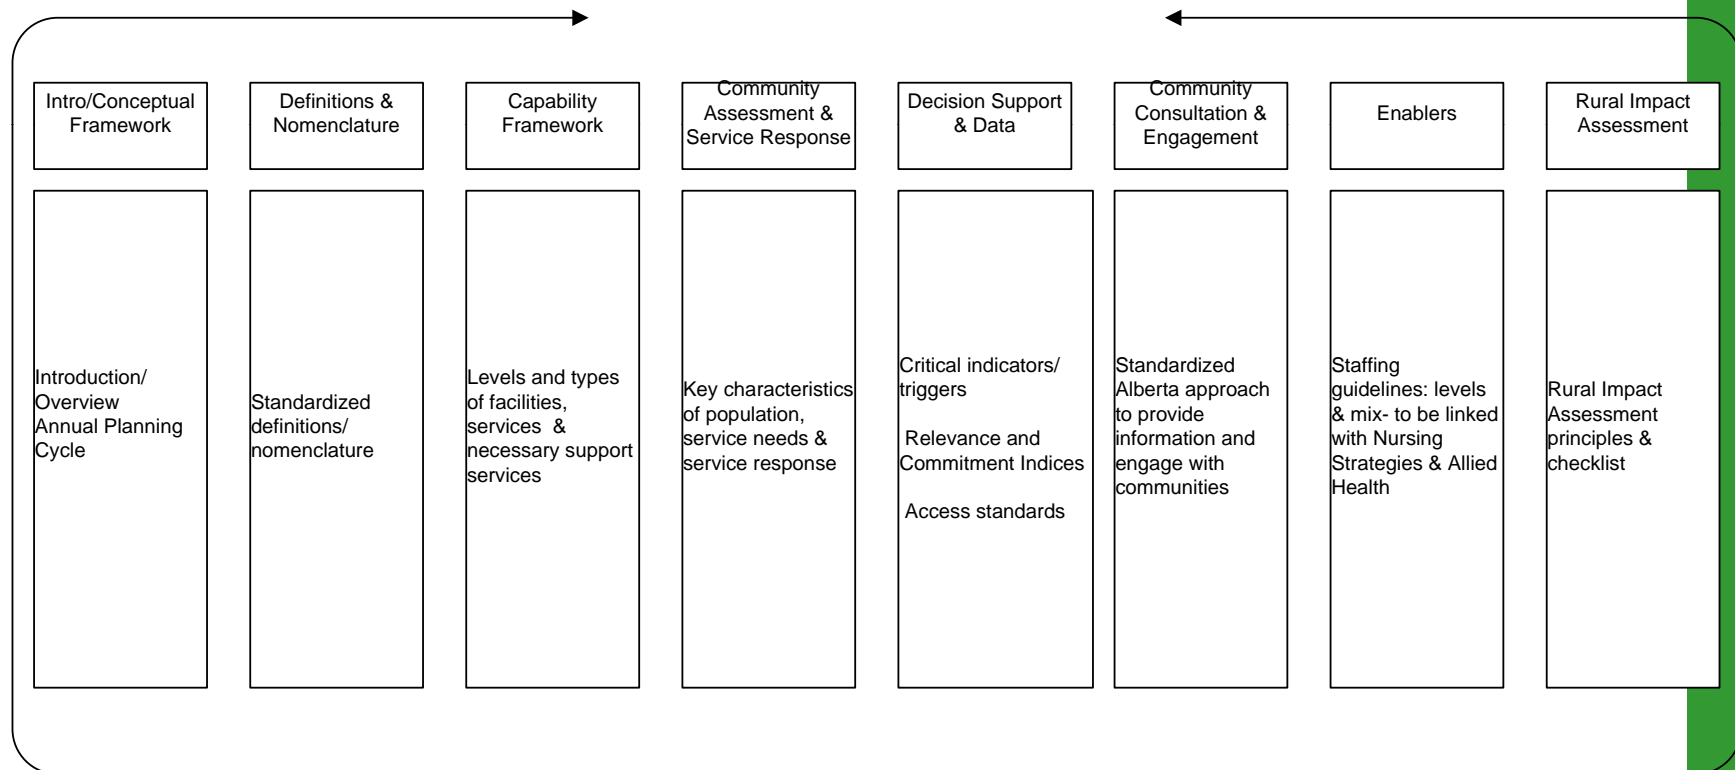 Intro/Conceptual
Framework
Definitions &
Nomenclature
Capability
Framework
Community
Assessment &
Service Response
Decision Support
& Data
Community
Consultation &
Engagement
Enablers
Rural Impact
Assessment
Introduction/
Overview
Annual Planning
Cycle
Standardized
definitions/
nomenclature
Levels and types
of facilities,
services &
necessary support
services
Key characteristics
of population,
service needs &
service response
Critical indicators/
triggers
Relevance and
Commitment Indices
Access standards
Standardized
Alberta approach
to provide
information and
engage with
communities
Staffing
guidelines: levels
& mix- to be linked
with Nursing
Strategies & Allied
Health
Rural Impact
Assessment
principles &
checklist